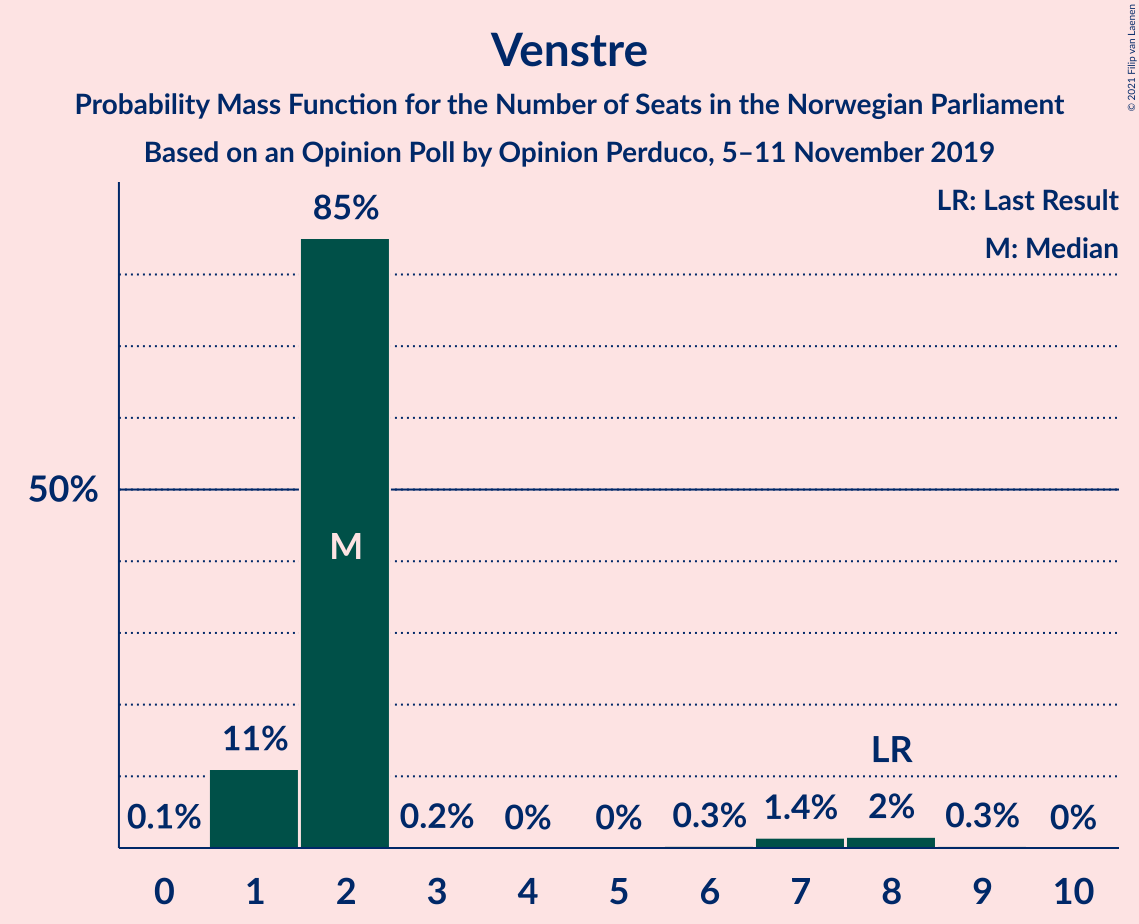 Venstre
Probability Mass Function for the Number of Seats in the Norwegian Parliament
Based on an Opinion Poll by Opinion Perduco, 5–11 November 2019
© 2021 Filip van Laenen
LR: Last Result
M: Median
85%
50%
M
11%
LR
0.1%
0.2%
0%
0%
0.3%
1.4%
2%
0.3%
0%
0 1 2 3 4 5 6 7 8 9 10